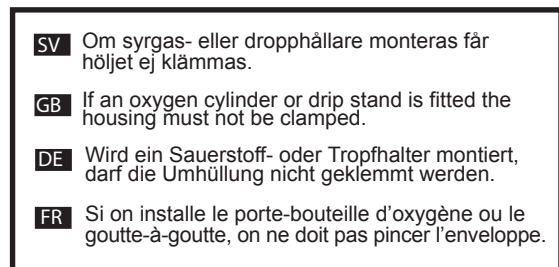 SV Om syrgas- eller dropphållare monteras får
höljet ej klämmas.
GB If an oxygen cylinder or drip stand is fitted the
housing must not be clamped.
DE Wird ein Sauerstoff- oder Tropfhalter montiert,
darf die Umhüllung nicht geklemmt werden.
FR Si on installe le porte-bouteille d’oxygène ou le
goutte-à-goutte, on ne doit pas pincer l’enveloppe.